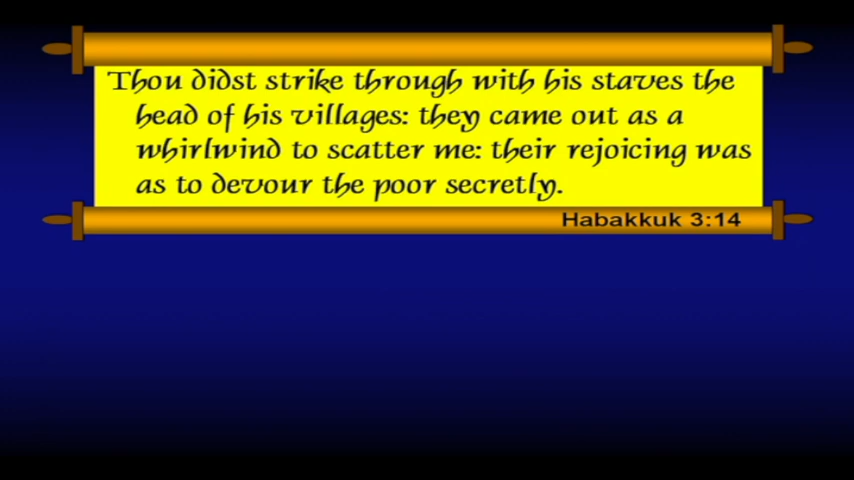 Thou didst strike through with his staves the
head of his villages: they came out as a
whirlwind to scatter me: their rejoicing was
as to devour the poor secretly.
Habakkuk 3:14